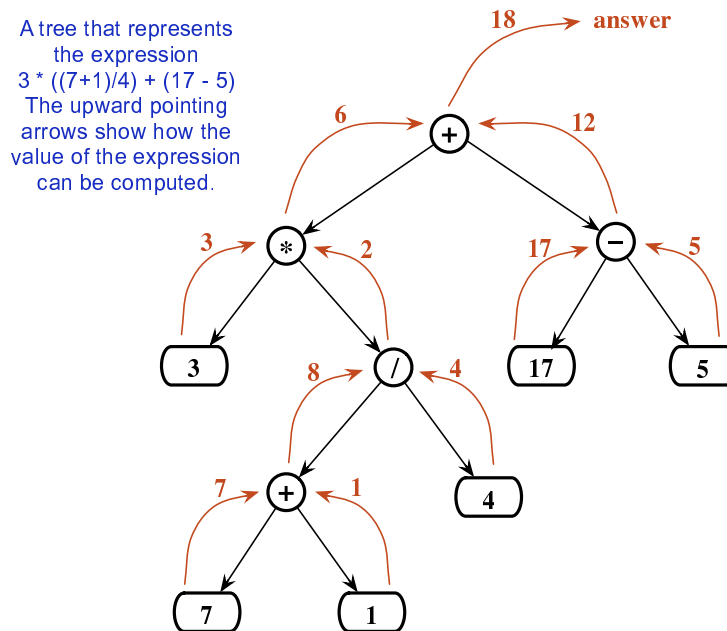 A tree that represents
the expression
3 * ((7+1)/4) + (17 - 5)
The upward pointing
arrows show how the
value of the expression
can be computed.
18 answer
6 12
+
3 * 2 17 − 5
3 8 / 4 17 5
7 + 1 4
7 1